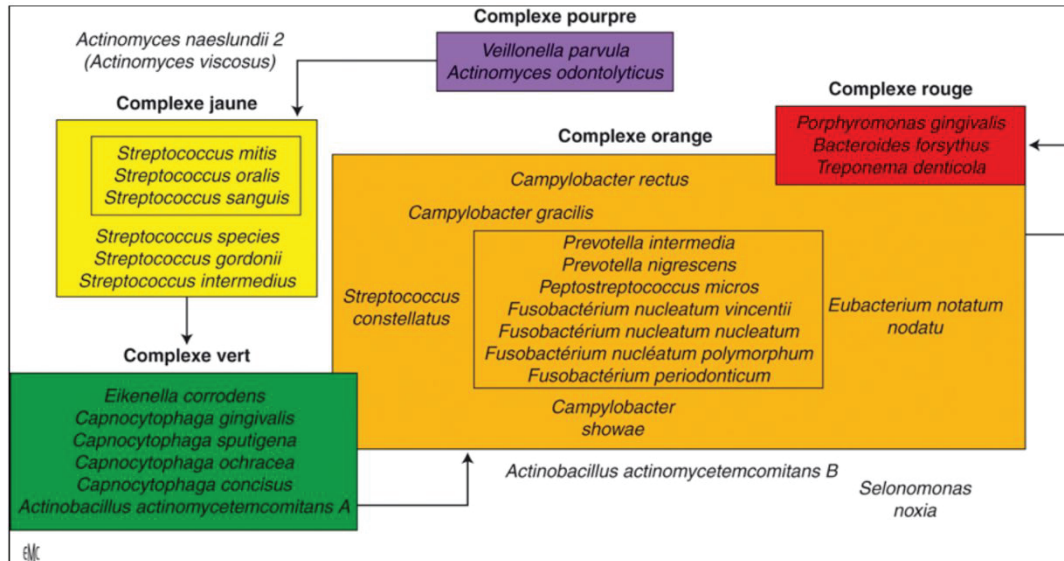 Complexe pourpre
Actinomyces naeslundii 2
(Actinomyces viscosus)
Veillonella parvula
Actinomyces odontolyticus
Complexe jaune
Streptococcus mitis
Streptococcus oralis
Streptococcus sanguis
Streptococcus species
Streptococcus gordonii
Streptococcus intermedius
Complexe rouge
Porphyromonas gingivalis
Bacteroides forsythus
Treponema denticola
Complexe orange
Campylobacter rectus
Campylobacter gracilis
Prevotella intermedia
Prevotella nigrescens
Peptostreptococcus micros
Fusobactérium nucleatum vincentii
Fusobactérium nucleatum nucleatum
Fusobactérium nucléatum polymorphum
Fusobactérium periodonticum
Streptococcus
constellatus
Eubacterium notatum
nodatu
Campylobacter
showae
Complexe vert
Eikenella corrodens
Capnocytophaga gingivalis
Capnocytophaga sputigena
Capnocytophaga ochracea
Capnocytophaga concisus
Actinobacillus actinomycetemcomitans A
Actinobacillus actinomycetemcomitans B
Selonomonas
noxia
EMC